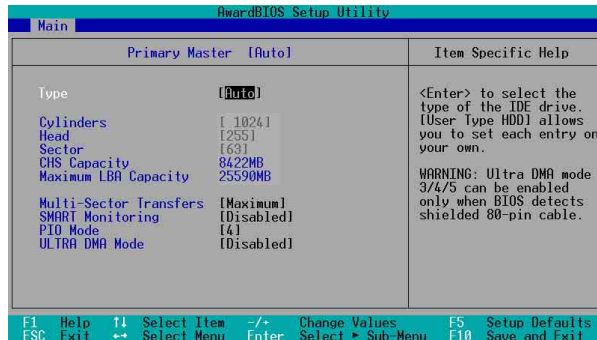 AwardBIOS Setup Utility
Main
Primary Master [Auto]
Item Specific Help
Type [Auto]
Cylinders [ 1024]
Head [255]
Sector [63]
CHS Capacity 8422MB
Maximum LBA Capacity 25590MB
Multi-Sector Transfers [Maximum]
SMART Monitoring [Disabled]
PIO Mode [4]
ULTRA DMA Mode [Disabled]
<Enter> to select the
type of the IDE drive.
[User Type HDD] allows
you to set each entry on
your own.
WARNING: Ultra DMA mode
3/4/5 can be enabled
only when BIOS detects
shielded 80-pin cable.
F1 Help ↑↓ Select Item -/+ Change Values F5 Setup Defaults
ESC Exit ←→ Select Menu Enter Select ► Sub-Menu F10 Save and Exit